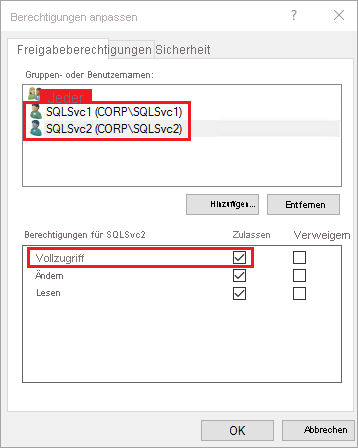 Berechtigungen anpassen
Freigabeberechtigungen Sicherheit
Gruppen- oder Benutzernamen:
Jeder
SQLSvc1 (CORP\SQLSvc1)
SQLSvc2 (CORP\SQLSvc2)
Hinzufügen... Entfernen
Berechtigungen für SQLSvc2 Zulassen Verweigern
Vollzugriff
Ändern
Lesen
OK Abbrechen